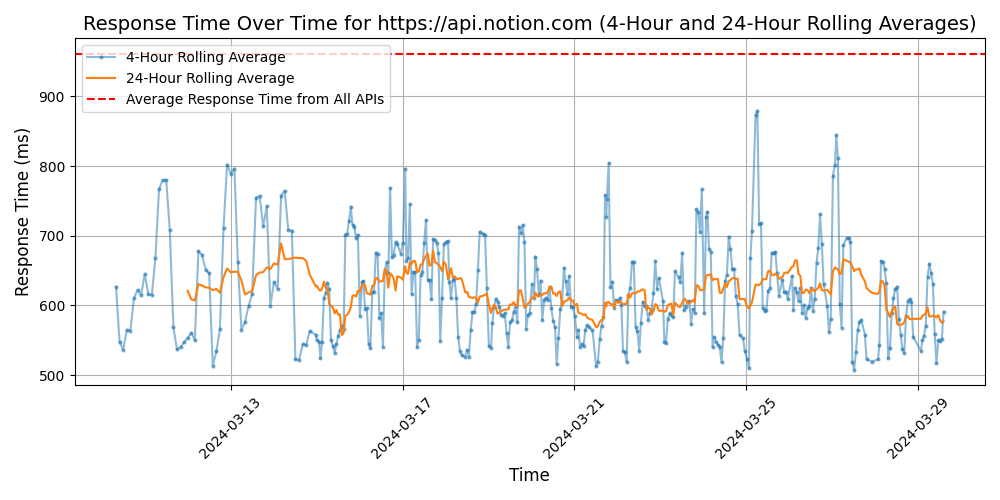 Response Time Over Time for https://api.notion.com (4-Hour and 24-Hour Rolling Averages)
4-Hour Rolling Average
24-Hour Rolling Average
Average Response Time from All APIs
Response Time (ms)
900
800
700
600
500
2024-03-13
2024-03-17
2024-03-21
2024-03-25
2024-03-29
Time